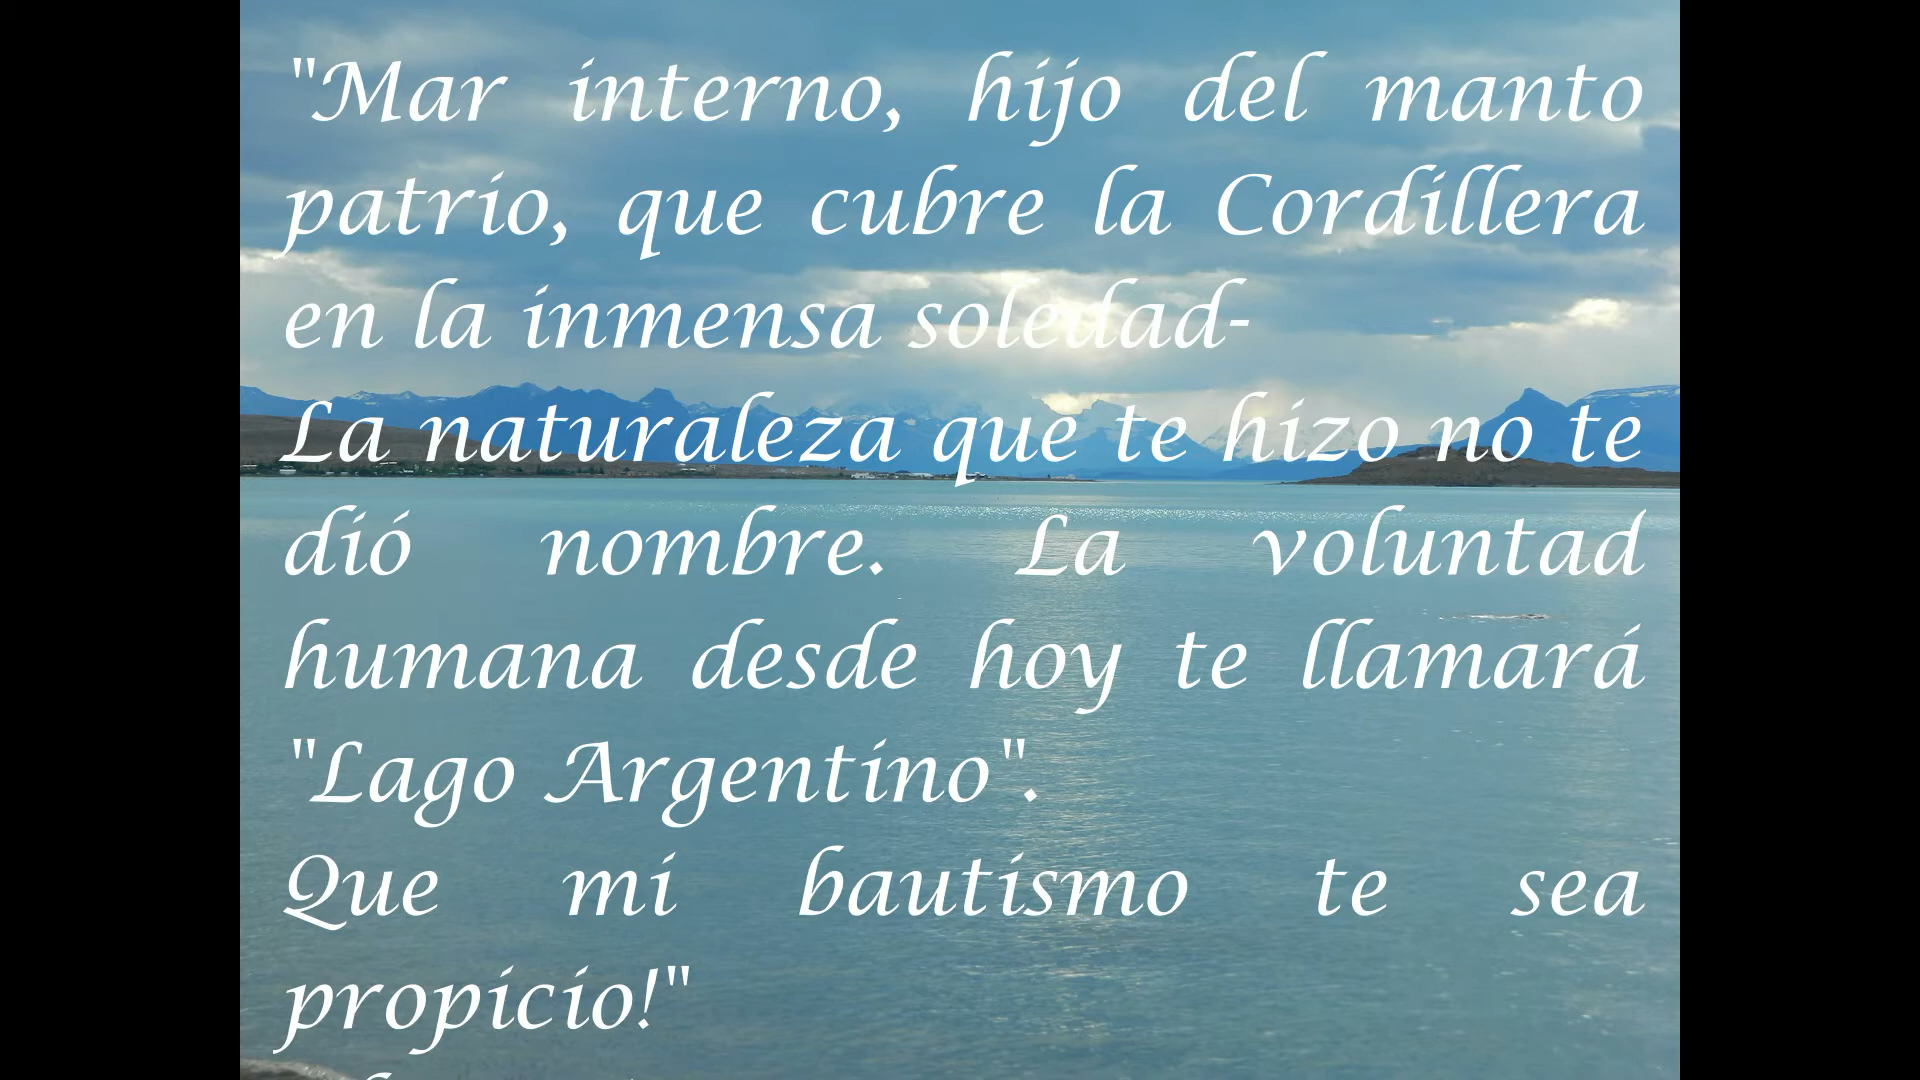 "Mar interno, hijo del manto
patrio, que cubre la Cordillera
en la inmensa soledad-
La naturaleza que te hizo no te
dió nombre. La voluntad
humana desde hoy te llamará
"Lago Argentino".
Que mi bautismo te sea
propicio!"